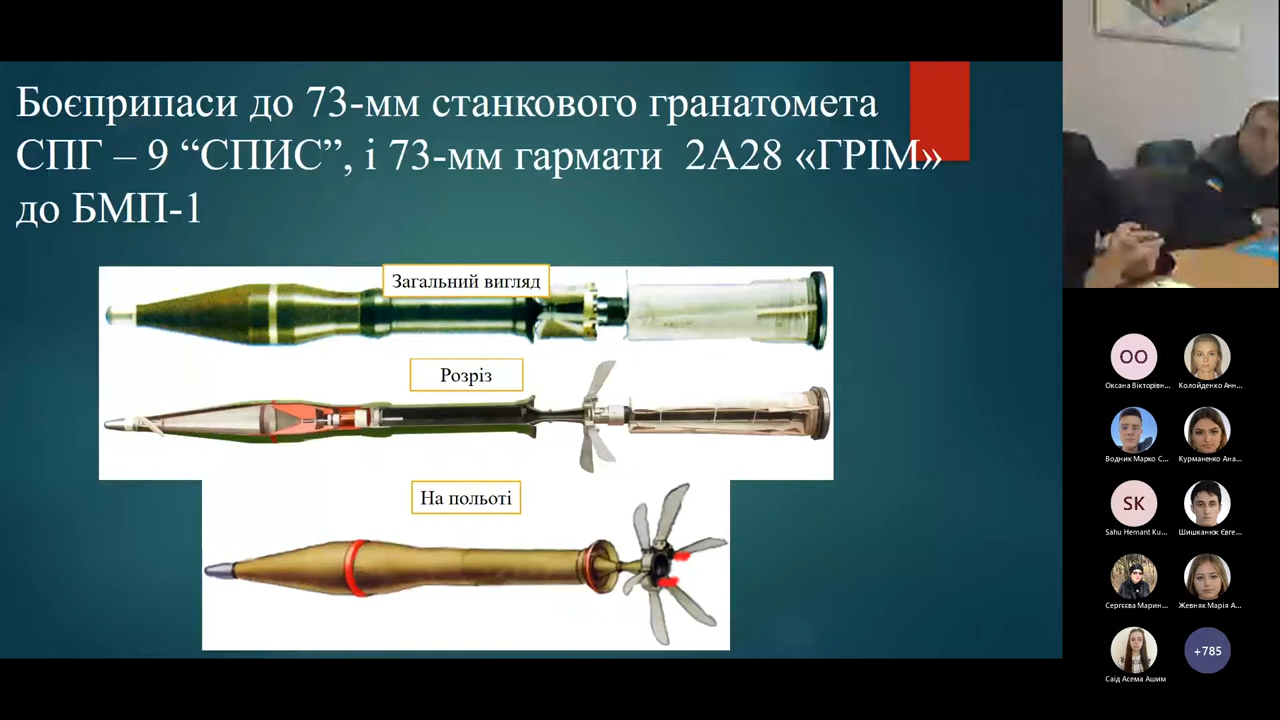 Боєприпаси до 73-мм станкового гранатомета
СПГ – 9 “СПИС”, і 73-мм гармати 2А28 «ГРІМ»
до БМП-1
Загальний вигляд
Розріз
На польоті
OO
Оксана Вікторівн...
Колойденко Анн...
Водник Марко С...
Курманенко Ана...
SK
Sahu Hemant Ku...
Шишканюк Євге...
Сергєєва Марин...
Жевняк Марія А...
Саід Асема Ашим
+785